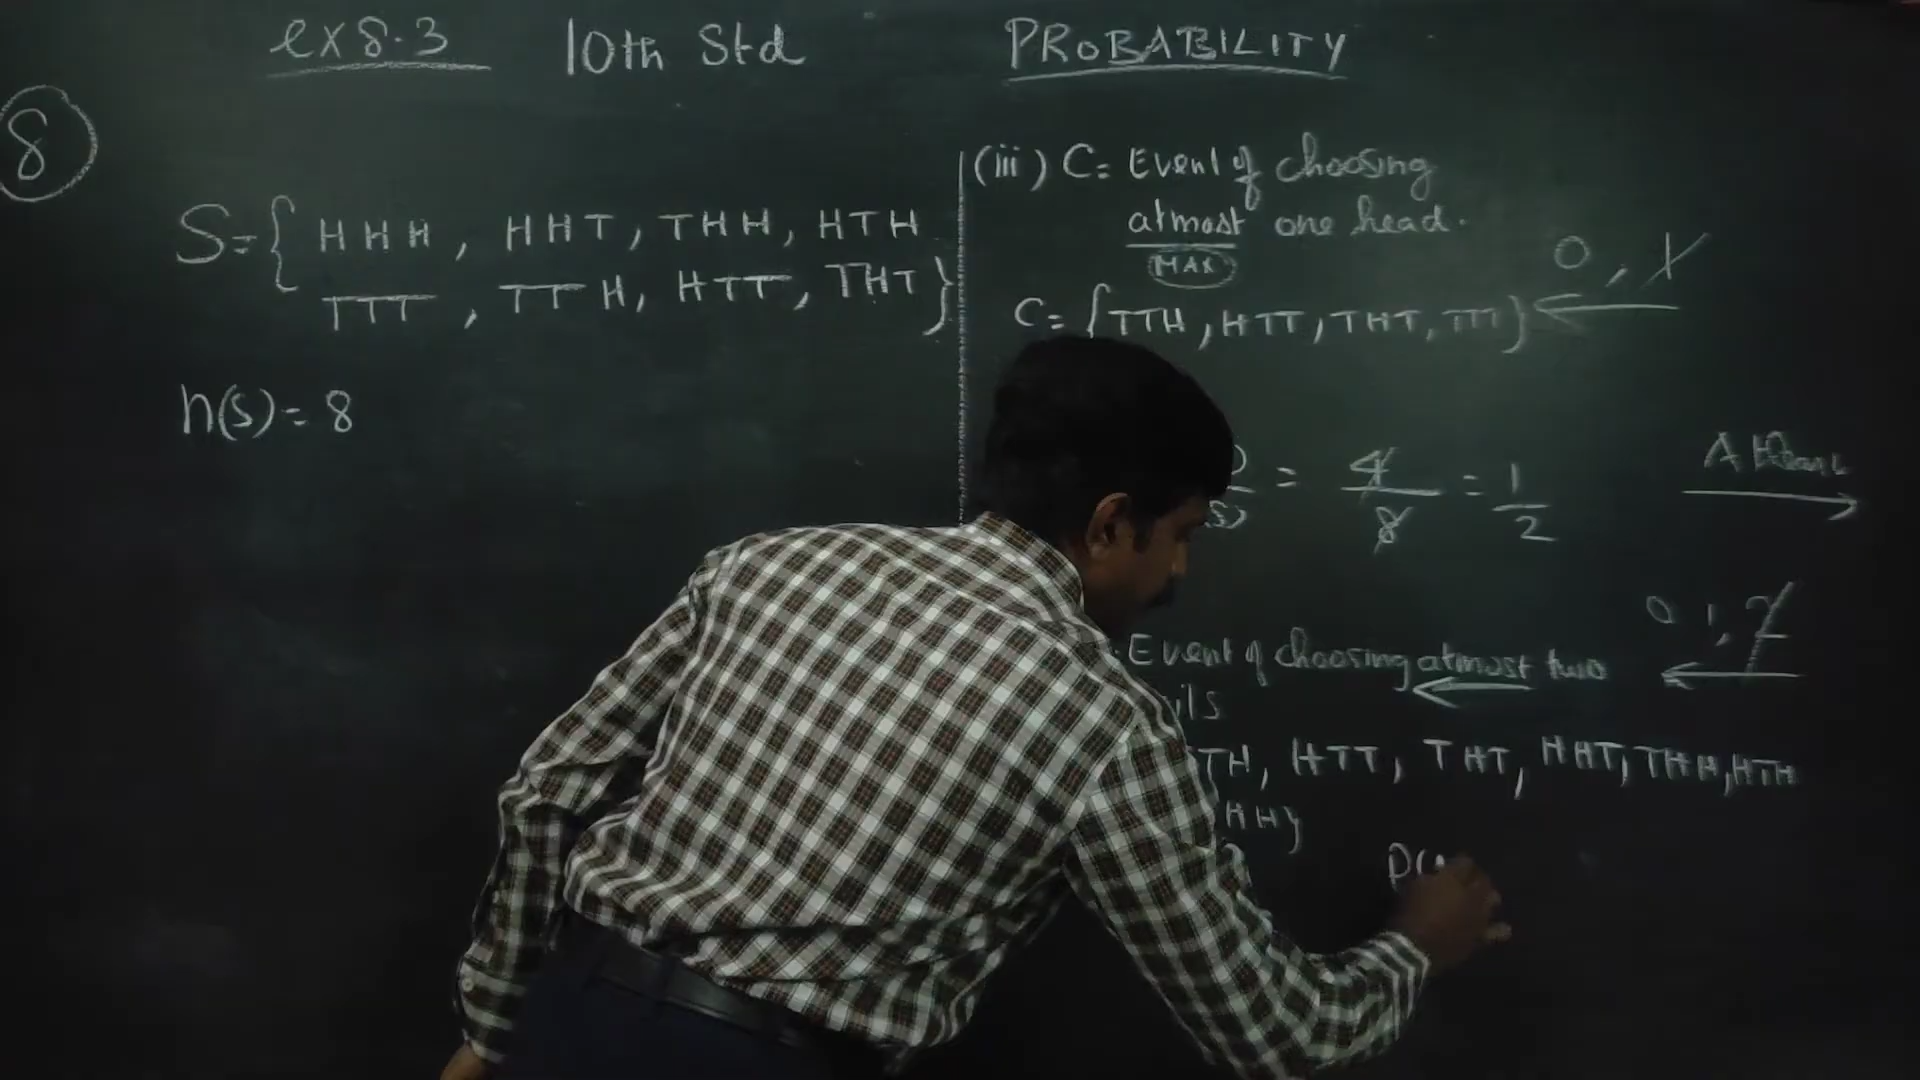 ex 8.3 10th Std PROBABILITY
8
S={ HHH, HHT, THH, HTH
TTT, TTH, HTT, THT}
n(s)= 8
(iii) C= Event of choosing
atmost one head.
MAX
0, 1
C= {TTH, HTT, THT, TTT}
= 4/8 = 1/2
Event of choosing atmost two
0 1, 2
TH, HTT, THT, HHT, THH, HTH
HH}
P(